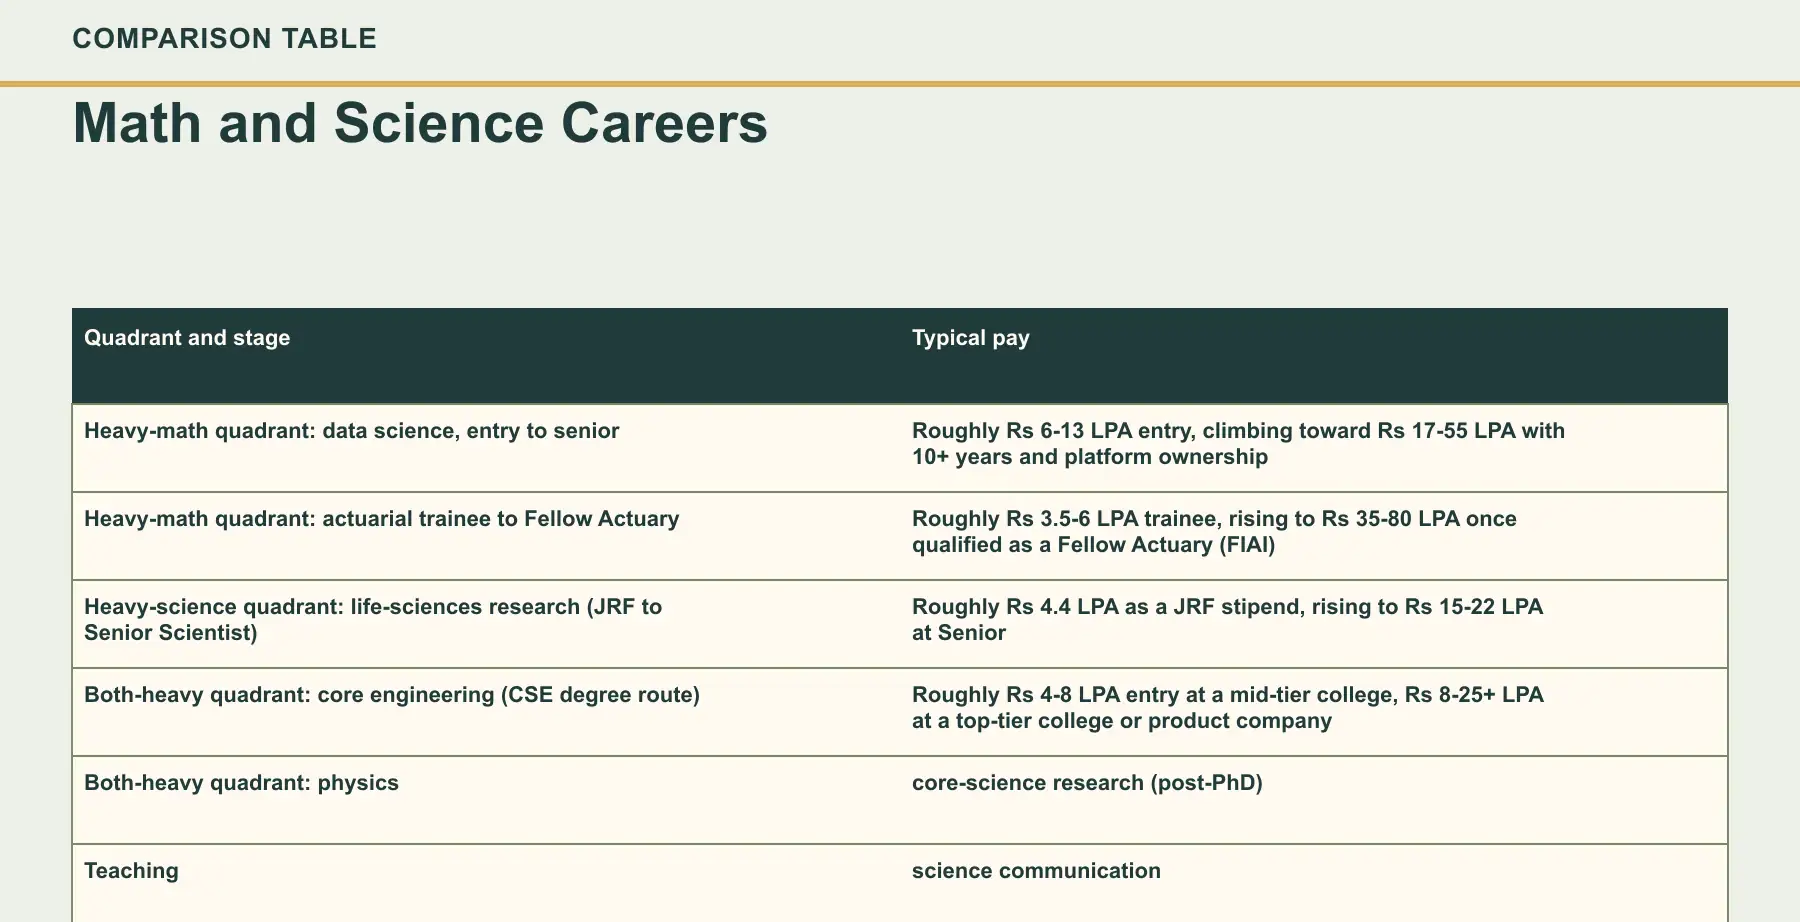 COMPARISON TABLE
Math and Science Careers
Quadrant and stage
Typical pay
Heavy-math quadrant: data science, entry to senior
Roughly Rs 6-13 LPA entry, climbing toward Rs 17-55 LPA with
10+ years and platform ownership
Heavy-math quadrant: actuarial trainee to Fellow Actuary
Roughly Rs 3.5-6 LPA trainee, rising to Rs 35-80 LPA once
qualified as a Fellow Actuary (FIAI)
Heavy-science quadrant: life-sciences research (JRF to
Senior Scientist)
Roughly Rs 4.4 LPA as a JRF stipend, rising to Rs 15-22 LPA
at Senior
Both-heavy quadrant: core engineering (CSE degree route)
Roughly Rs 4-8 LPA entry at a mid-tier college, Rs 8-25+ LPA
at a top-tier college or product company
Both-heavy quadrant: physics
core-science research (post-PhD)
Teaching
science communication